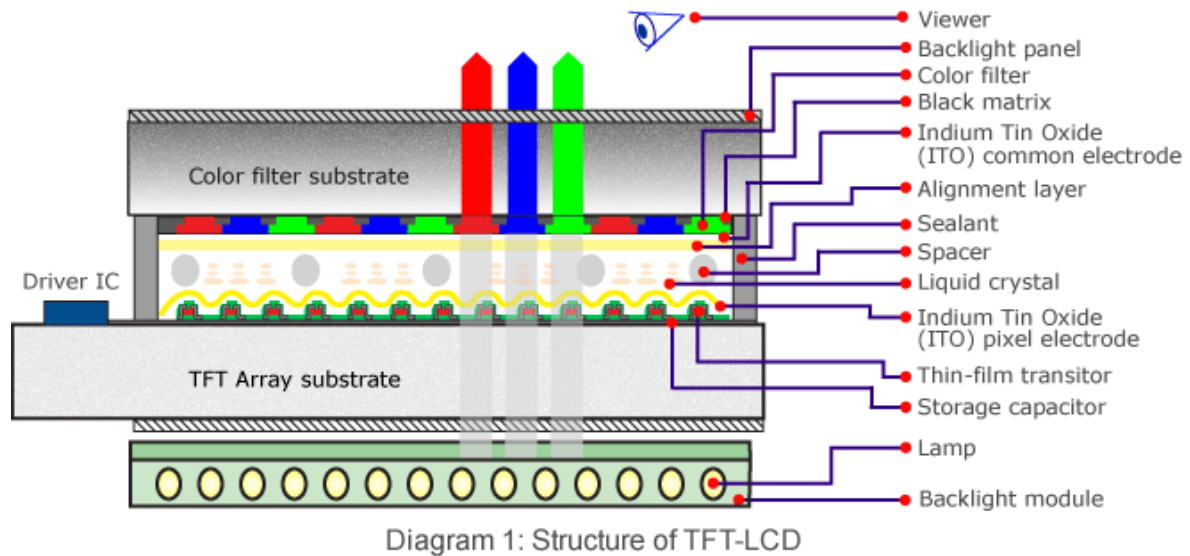 Viewer
Backlight panel
Color filter
Black matrix
Indium Tin Oxide
(ITO) common electrode
Alignment layer
Sealant
Spacer
Liquid crystal
Indium Tin Oxide
(ITO) pixel electrode
Thin-film transitor
Storage capacitor
Lamp
Backlight module
Color filter substrate
Driver IC
TFT Array substrate
Diagram 1: Structure of TFT-LCD